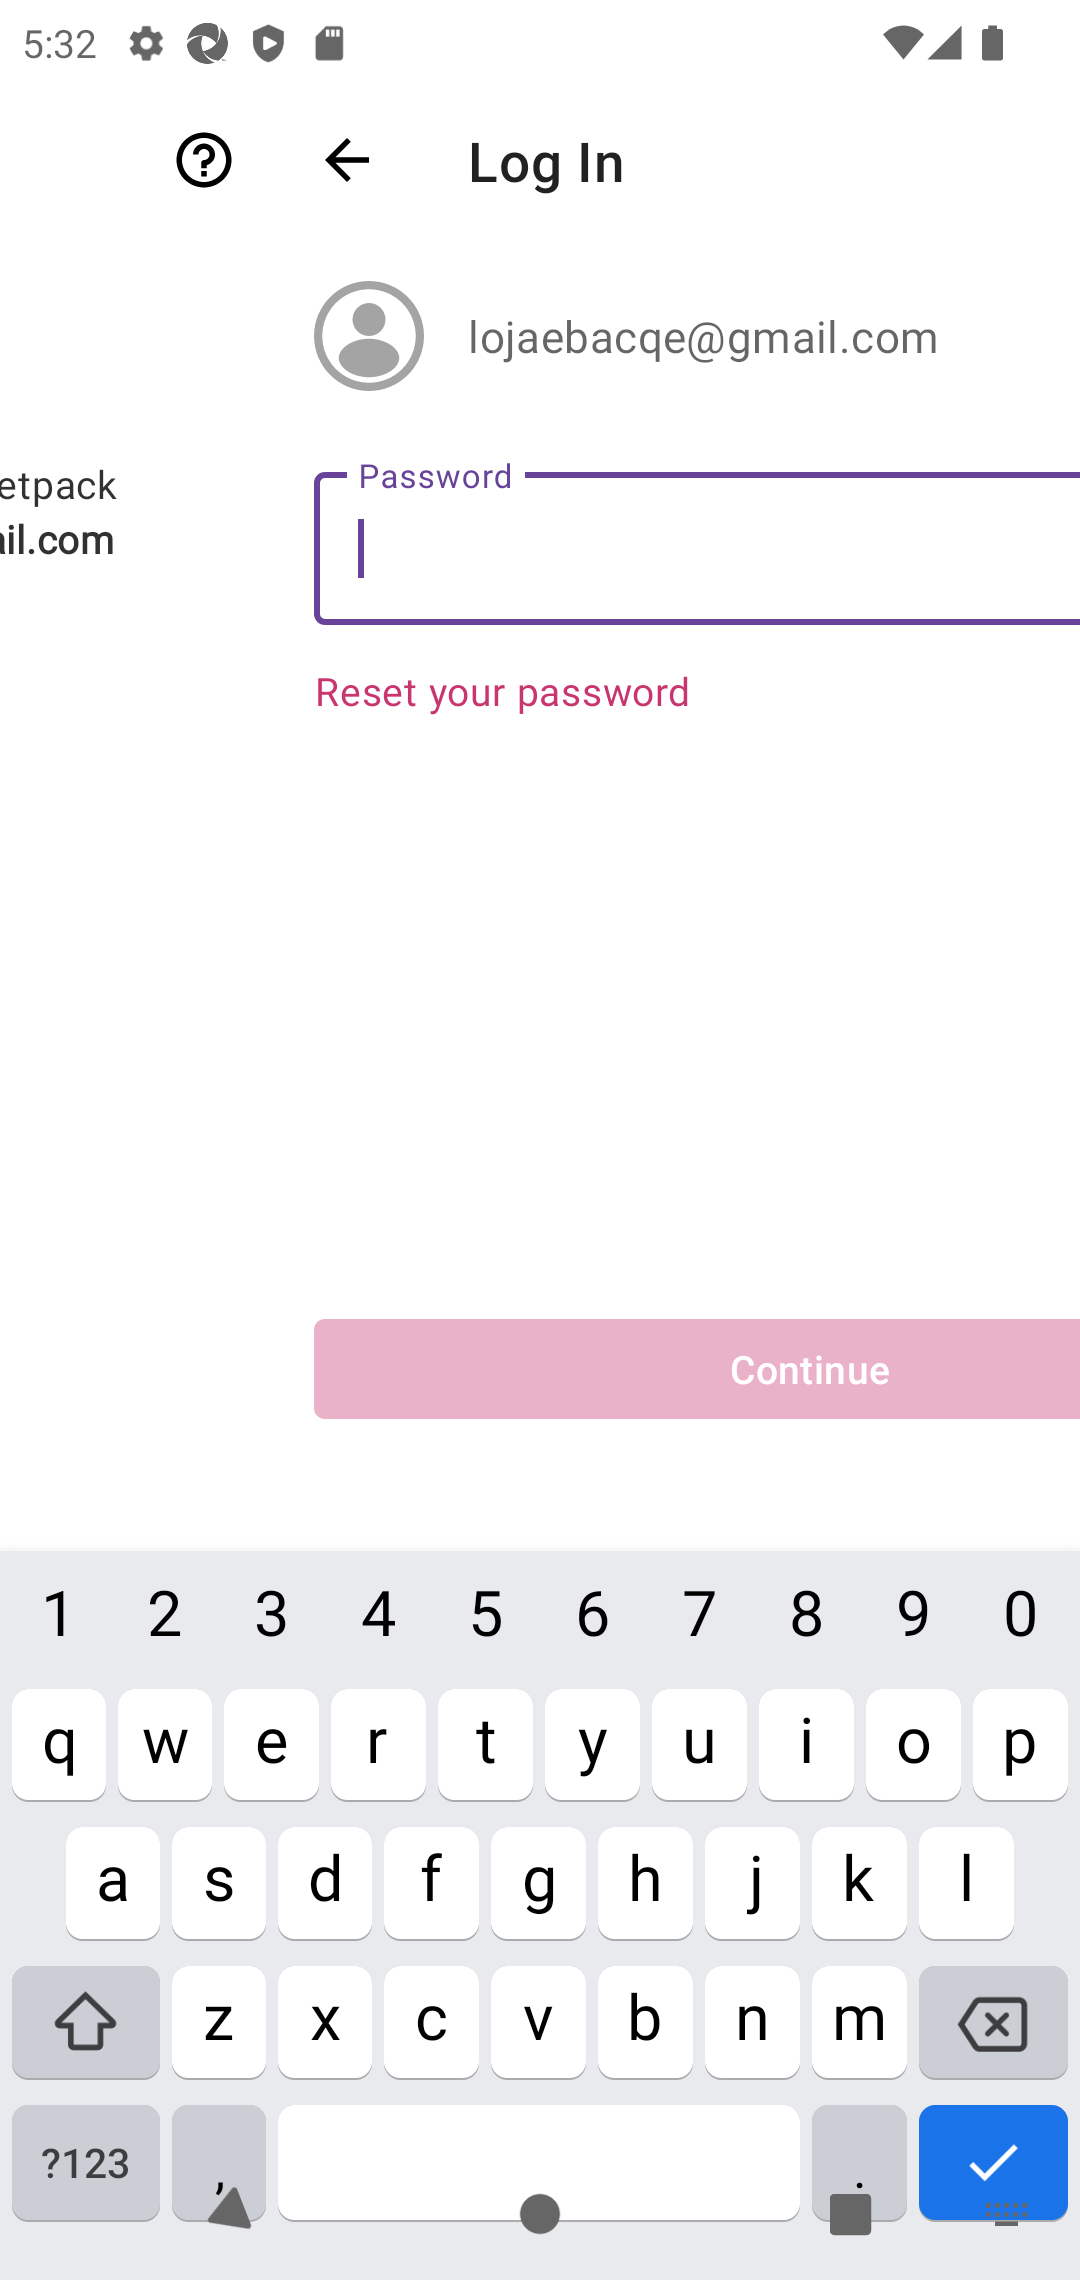 5:32
Log In
lojaebacqe@gmail.com
etpack
ail.com
Password
Reset your password
Continue
1 2 3 4 5 6 7 8 9 0
q w e r t y u i o p
a s d f g h j k l
z x c v b n m
?123 , .